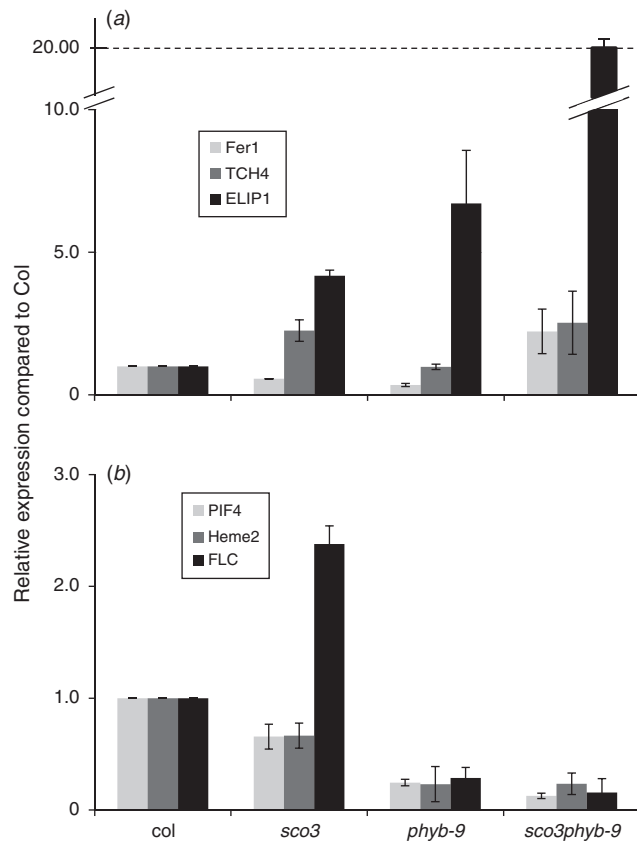 (a)
20.00
10.0
Fer1
TCH4
ELIP1
5.0
0
Relative expression compared to Col
(b)
3.0
PIF4
Heme2
FLC
2.0
1.0
0
col sco3 phyb-9 sco3phyb-9